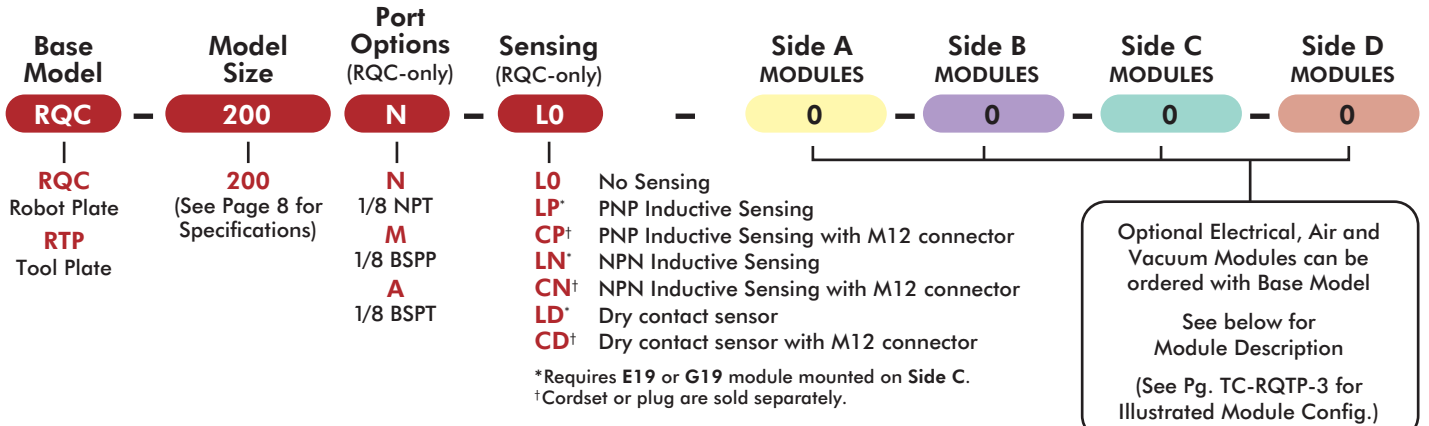 Base Model
Model Size
Port Options
(RQC-only)
Sensing
(RQC-only)
Side A
MODULES
Side B
MODULES
Side C
MODULES
Side D
MODULES
RQC – 200 N – L0 – 0 – 0 – 0 – 0
RQC
Robot Plate
RTP
Tool Plate
200
(See Page 8 for
Specifications)
N
1/8 NPT
M
1/8 BSPP
A
1/8 BSPT
L0 No Sensing
LP* PNP Inductive Sensing
CP† PNP Inductive Sensing with M12 connector
LN* NPN Inductive Sensing
CN† NPN Inductive Sensing with M12 connector
LD* Dry contact sensor
CD† Dry contact sensor with M12 connector
*Requires E19 or G19 module mounted on Side C.
†Cordset or plug are sold separately.
Optional Electrical, Air and
Vacuum Modules can be
ordered with Base Model
See below for
Module Description
(See Pg. TC-RQTP-3 for
Illustrated Module Config.)